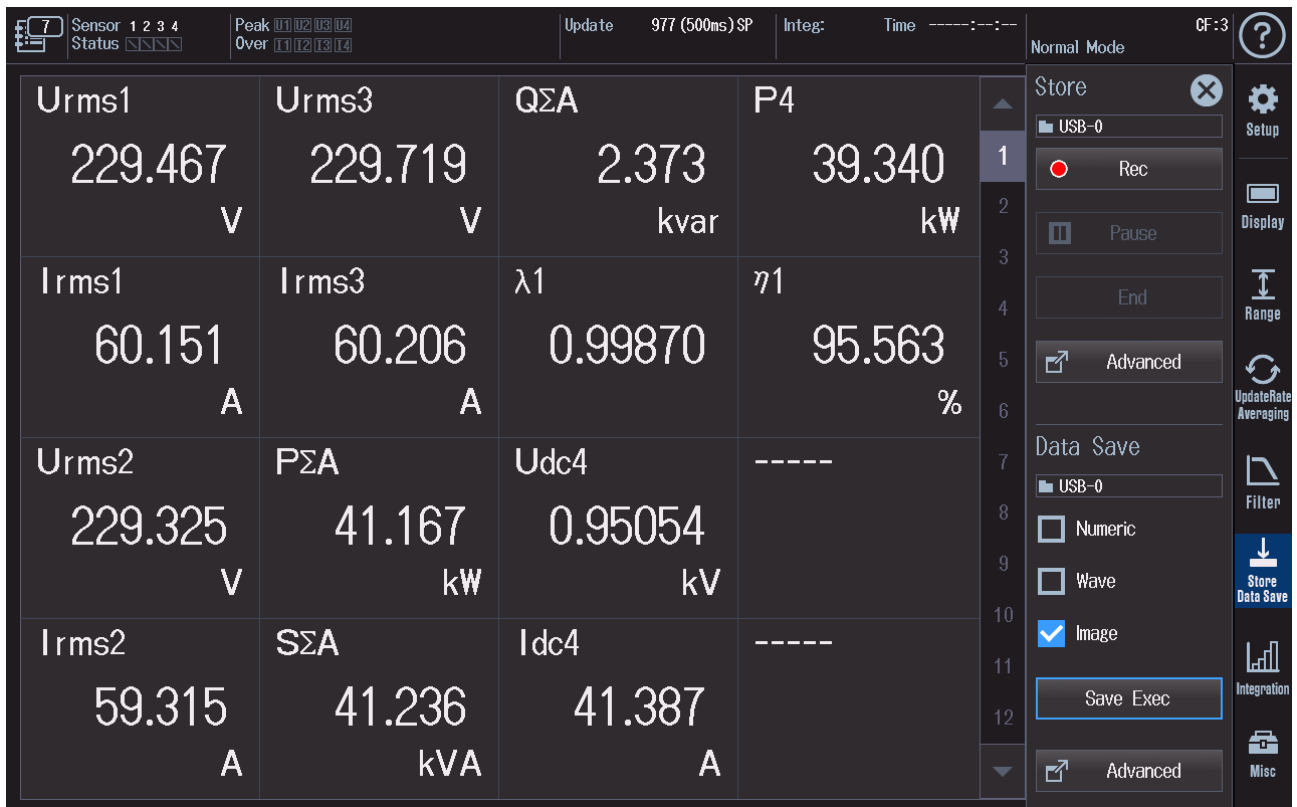 7
Sensor 1 2 3 4
Status
Peak U1 U2 U3 U4
Over I1 I2 I3 I4
Update 977 (500ms) SP
Integ: Time -----:--:--
Normal Mode
CF:3
?
Urms1
229.467
V
Urms3
229.719
V
QΣA
2.373
kvar
P4
39.340
kW
Irms1
60.151
A
Irms3
60.206
A
λ1
0.99870
η1
95.563
%
Urms2
229.325
V
PΣA
41.167
kW
Udc4
0.95054
kV
-----
Irms2
59.315
A
SΣA
41.236
kVA
Idc4
41.387
A
-----
1
2
3
4
5
6
7
8
9
10
11
12
Store
USB-0
Rec
Pause
End
Advanced
Data Save
USB-0
Numeric
Wave
Image
Save Exec
Advanced
Setup
Display
Range
UpdateRate
Averaging
Filter
Store
Data Save
Integration
Misc